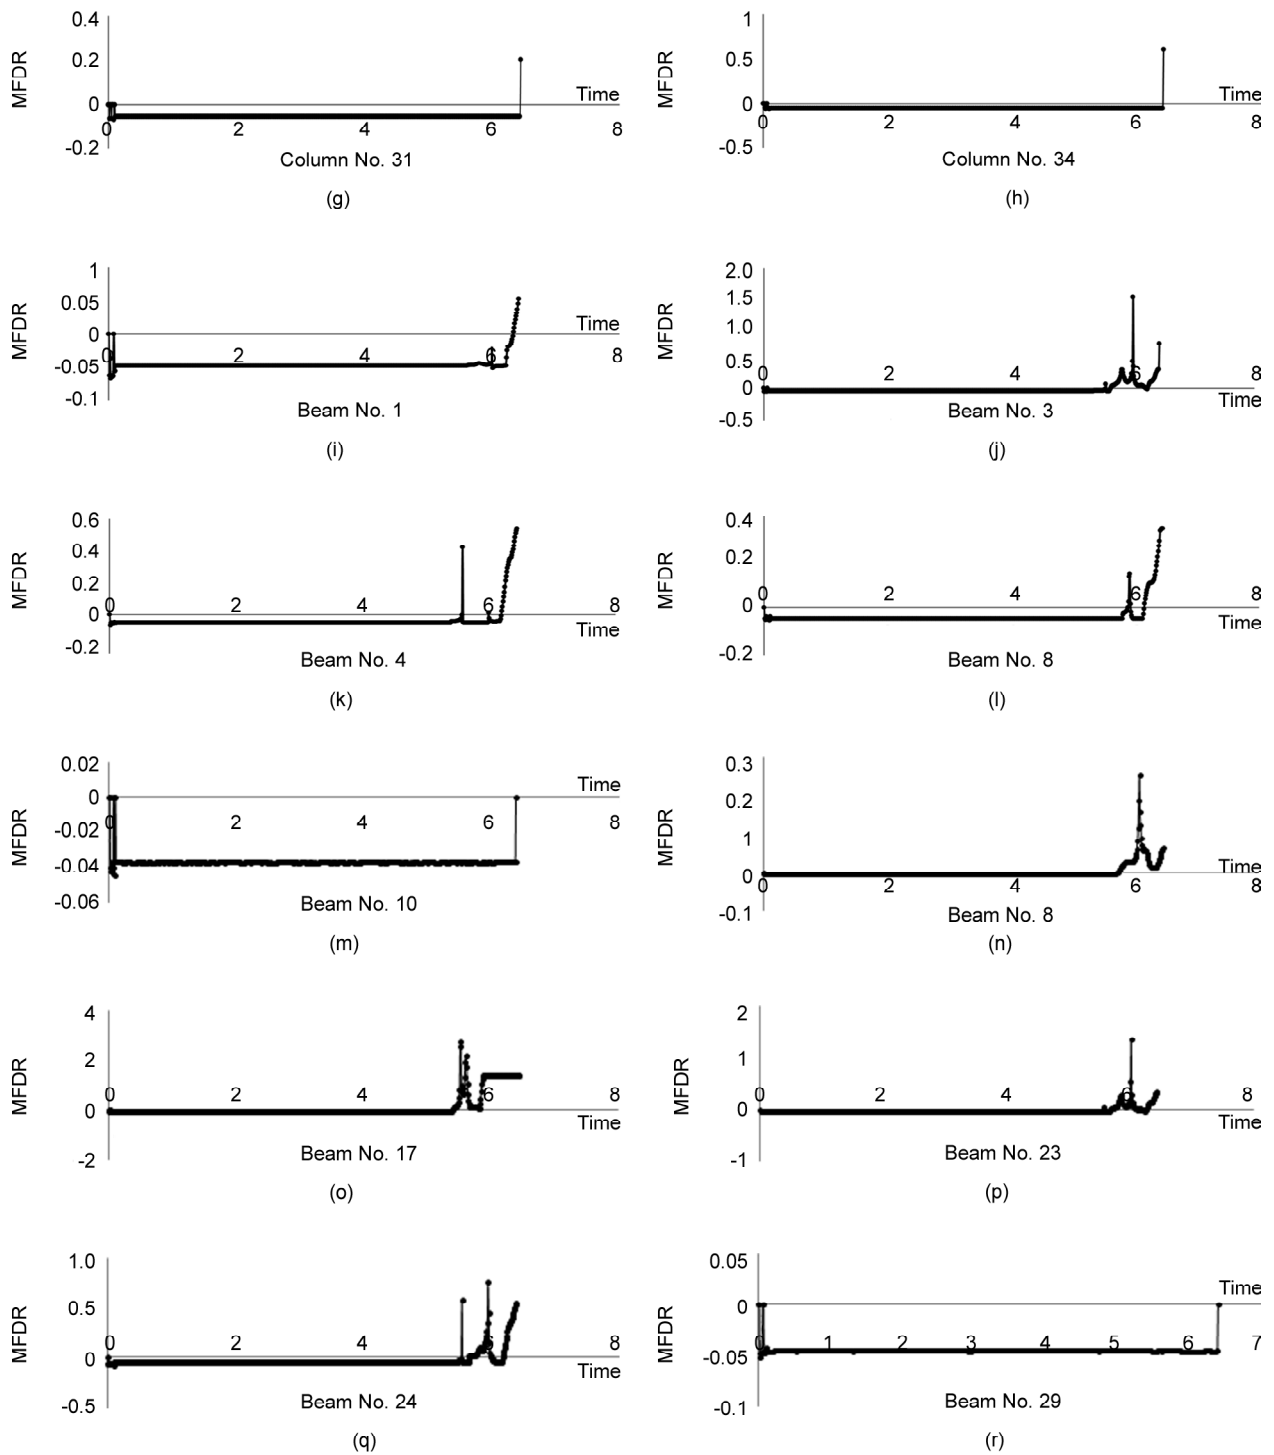 0.4
0.2
0
-0.2
MFDR
Time
0 2 4 6 8
Column No. 31
(g)
1
0.5
0
-0.5
MFDR
Time
0 2 4 6 8
Column No. 34
(h)
1
0.05
0
-0.05
-0.1
MFDR
Time
0 2 4 6 8
Beam No. 1
(i)
2.0
1.5
1.0
0.5
0
-0.5
MFDR
0 2 4 6 8
Time
Beam No. 3
(j)
0.6
0.4
0.2
0
-0.2
MFDR
0 2 4 6 8
Time
Beam No. 4
(k)
0.4
0.2
0
-0.2
MFDR
0 2 4 6 8
Time
Beam No. 8
(l)
0.02
0
-0.02
-0.04
-0.06
MFDR
Time
0 2 4 6 8
Beam No. 10
(m)
0.3
0.2
1
0
-0.1
MFDR
Time
0 2 4 6 8
Beam No. 8
(n)
4
2
0
-2
MFDR
0 2 4 6 8
Time
Beam No. 17
(o)
2
1
0
-1
MFDR
0 2 4 6 8
Time
Beam No. 23
(p)
1.0
0.5
0
-0.5
MFDR
0 2 4 6 8
Time
Beam No. 24
(q)
0.05
0
-0.05
-0.1
MFDR
Time
0 1 2 3 4 5 6 7
Beam No. 29
(r)